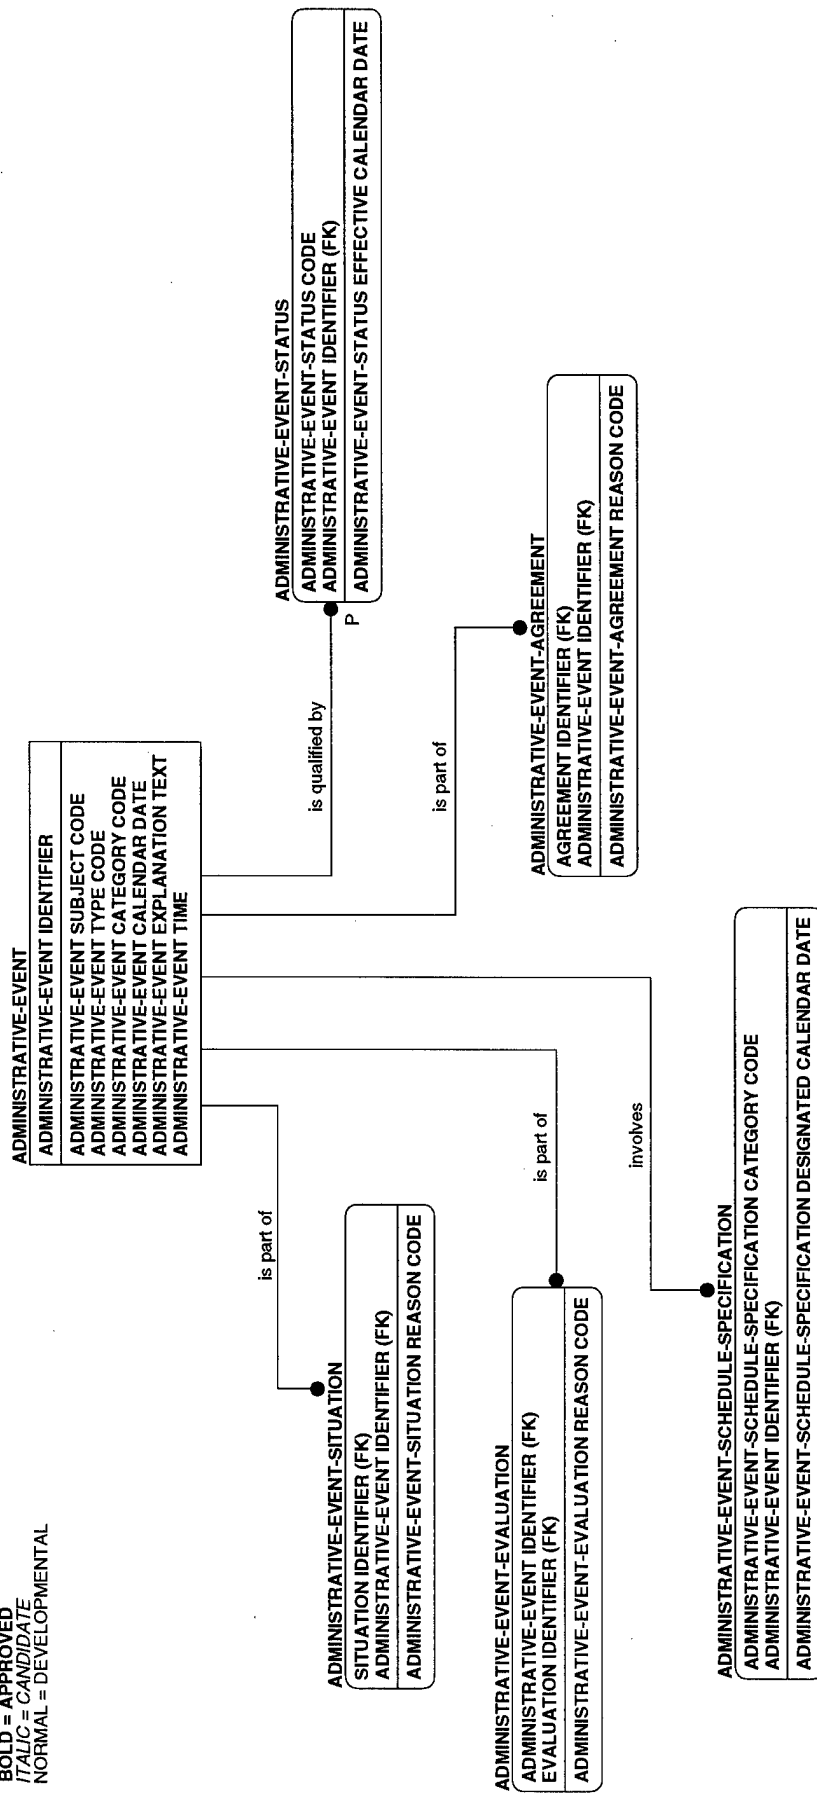 BOLD = APPROVED
ITALIC = CANDIDATE
NORMAL = DEVELOPMENTAL
ADMINISTRATIVE-EVENT
ADMINISTRATIVE-EVENT IDENTIFIER
ADMINISTRATIVE-EVENT SUBJECT CODE
ADMINISTRATIVE-EVENT TYPE CODE
ADMINISTRATIVE-EVENT CATEGORY CODE
ADMINISTRATIVE-EVENT CALENDAR DATE
ADMINISTRATIVE-EVENT EXPLANATION TEXT
ADMINISTRATIVE-EVENT TIME
is part of
is qualified by
ADMINISTRATIVE-EVENT-SITUATION
SITUATION IDENTIFIER (FK)
ADMINISTRATIVE-EVENT IDENTIFIER (FK)
ADMINISTRATIVE-EVENT-SITUATION REASON CODE
P
ADMINISTRATIVE-EVENT-STATUS
ADMINISTRATIVE-EVENT-STATUS CODE
ADMINISTRATIVE-EVENT IDENTIFIER (FK)
ADMINISTRATIVE-EVENT-STATUS EFFECTIVE CALENDAR DATE
is part of
is part of
ADMINISTRATIVE-EVENT-EVALUATION
ADMINISTRATIVE-EVENT IDENTIFIER (FK)
EVALUATION IDENTIFIER (FK)
ADMINISTRATIVE-EVENT-EVALUATION REASON CODE
ADMINISTRATIVE-EVENT-AGREEMENT
AGREEMENT IDENTIFIER (FK)
ADMINISTRATIVE-EVENT IDENTIFIER (FK)
ADMINISTRATIVE-EVENT-AGREEMENT REASON CODE
involves
ADMINISTRATIVE-EVENT-SCHEDULE-SPECIFICATION
ADMINISTRATIVE-EVENT-SCHEDULE-SPECIFICATION CATEGORY CODE
ADMINISTRATIVE-EVENT IDENTIFIER (FK)
ADMINISTRATIVE-EVENT-SCHEDULE-SPECIFICATION DESIGNATED CALENDAR DATE